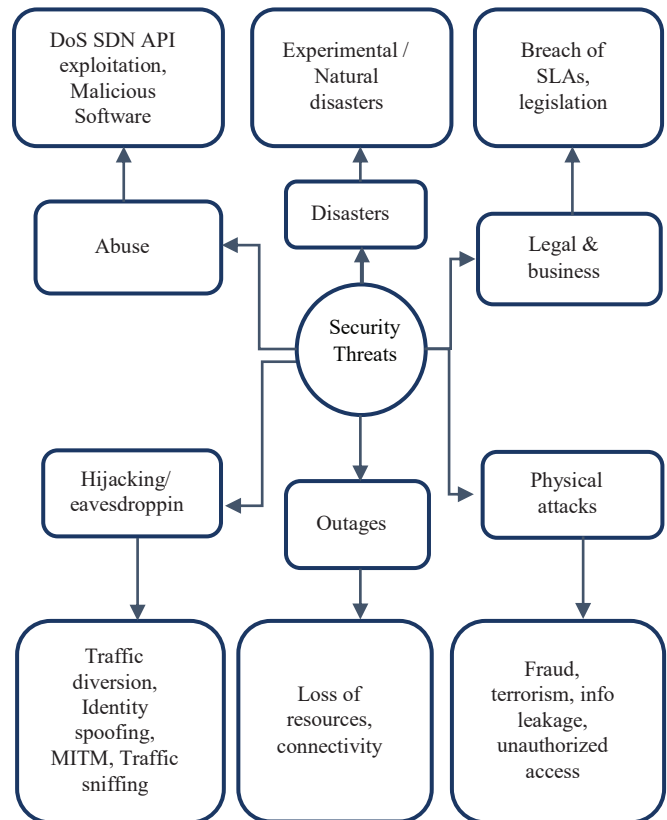 DoS SDN API
exploitation,
Malicious
Software
Experimental /
Natural
disasters
Breach of
SLAs,
legislation
Abuse
Disasters
Legal &
business
Security
Threats
Hijacking/
eavesdroppin
Outages
Physical
attacks
Traffic
diversion,
Identity
spoofing,
MITM, Traffic
sniffing
Loss of
resources,
connectivity
Fraud,
terrorism, info
leakage,
unauthorized
access